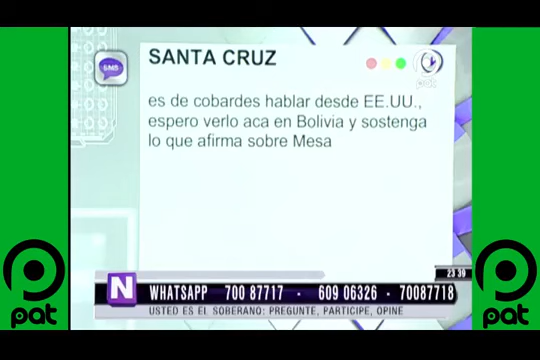 SANTA CRUZ
SMS
pat
es de cobardes hablar desde EE.UU.,
espero verlo aca en Bolivia y sostenga
lo que afirma sobre Mesa
23 39
N
WHATSAPP 700 87717 - 609 06326 - 70087718
USTED ES EL SOBERANO: PREGUNTE, PARTICIPE, OPINE
pat
pat